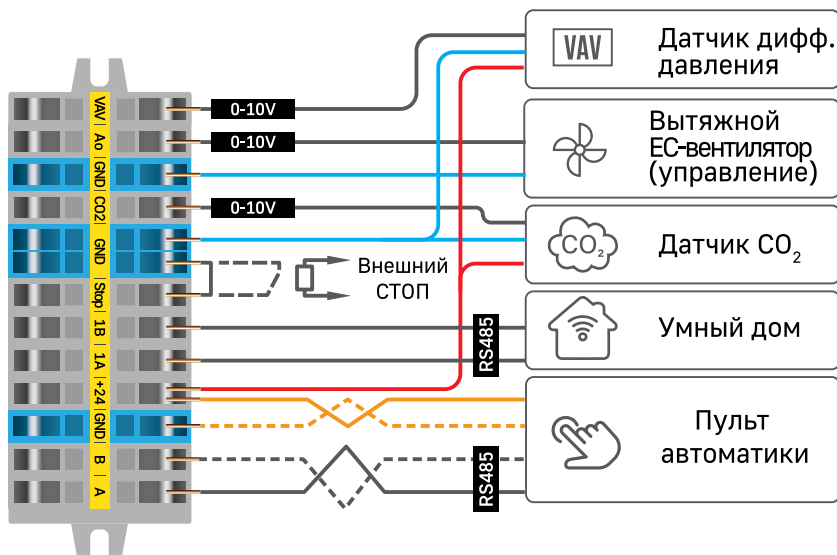 VAV
Ao
GND
CO2
GND
Stop
1B
1A
+24
GND
B
A
0-10V
0-10V
0-10V
Внешний
СТОП
RS485
RS485
VAV
Датчик дифф.
давления
Вытяжной
ЕС-вентилятор
(управление)
CO₂
Датчик CO₂
Умный дом
Пульт
автоматики